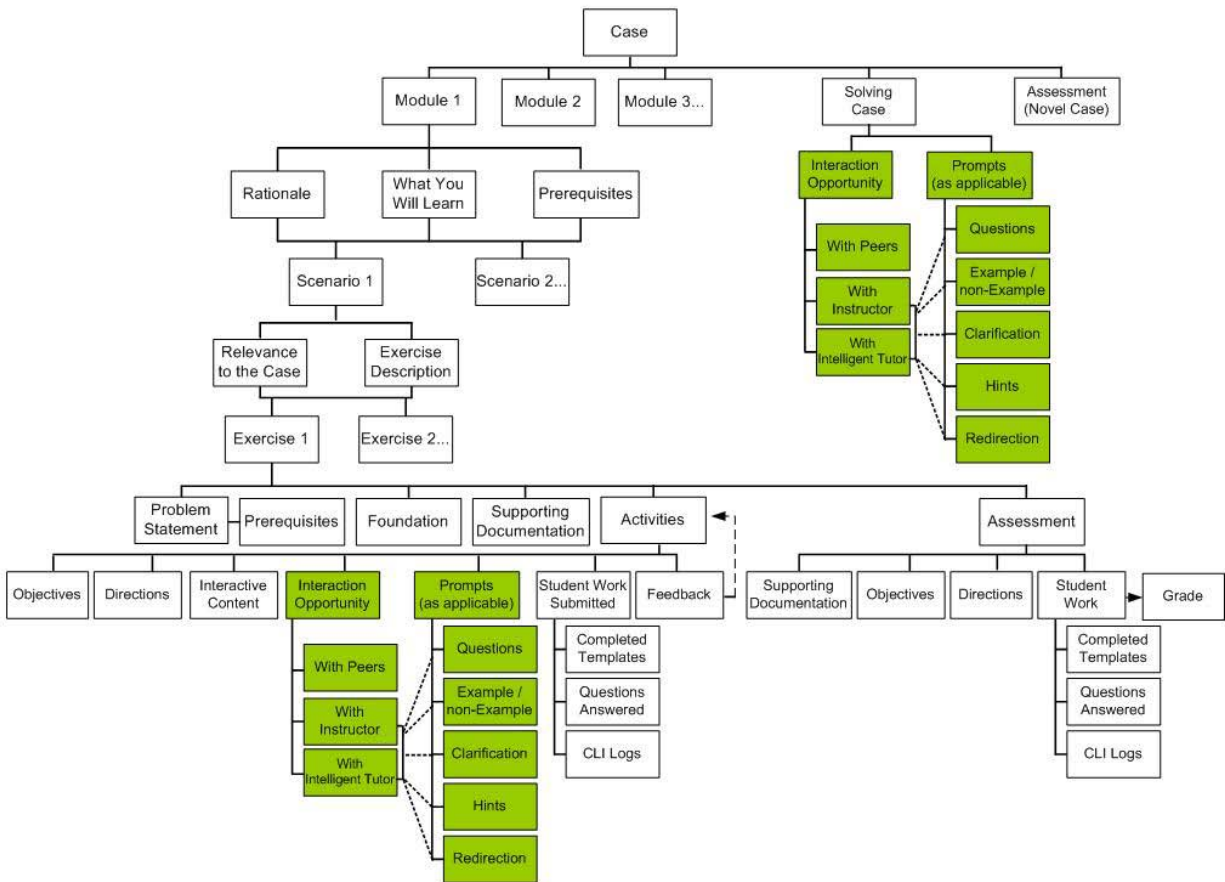 Case
Module 1
Module 2
Module 3...
Solving
Case
Assessment
(Novel Case)
Rationale
What You
Will Learn
Prerequisites
Interaction
Opportunity
Prompts
(as applicable)
Scenario 1
Scenario 2...
With Peers
With
Instructor
With
Intelligent Tutor
Questions
Example /
non-Example
Clarification
Hints
Redirection
Relevance
to the Case
Exercise
Description
Exercise 1
Exercise 2...
Problem
Statement
Prerequisites
Foundation
Supporting
Documentation
Activities
Assessment
Objectives
Directions
Interactive
Content
Interaction
Opportunity
Prompts
(as applicable)
Student Work
Submitted
Feedback
Supporting
Documentation
Objectives
Directions
Student
Work
Grade
With Peers
With
Instructor
With
Intelligent Tutor
Questions
Example /
non-Example
Clarification
Hints
Redirection
Completed
Templates
Questions
Answered
CLI Logs
Completed
Templates
Questions
Answered
CLI Logs